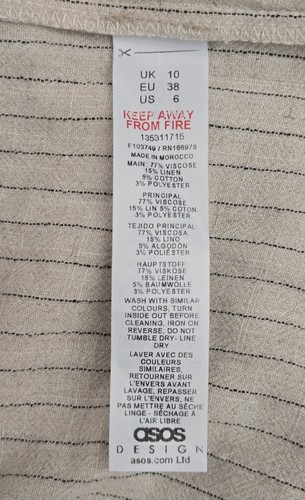 UK 10
EU 38
US 6
KEEP AWAY
FROM FIRE
135311715
F103749 / RN166978
MADE IN MOROCCO
MAIN: 77% VISCOSE
15% LINEN
5% COTTON
3% POLYESTER
PRINCIPAL:
77% VISCOSE
15% LIN 5% COTON
3% POLYESTER
TEJIDO PRINCIPAL:
77% VISCOSA
15% LINO
5% ALGODÓN
3% POLIÉSTER
HAUPTSTOFF:
77% VISKOSE
15% LEINEN
5% BAUMWOLLE
3% POLYESTER
WASH WITH SIMILAR
COLOURS, TURN
INSIDE OUT BEFORE
CLEANING, IRON ON
REVERSE, DO NOT
TUMBLE DRY- LINE
DRY
LAVER AVEC DES
COULEURS
SIMILAIRES,
RETOURNER SUR
L'ENVERS AVANT
LAVAGE, REPASSER
SUR L'ENVERS, NE
PAS METTRE AU SÈCHE
LINGE - SÉCHAGE À
L'AIR LIBRE
asos
DESIGN
asos.com Ltd